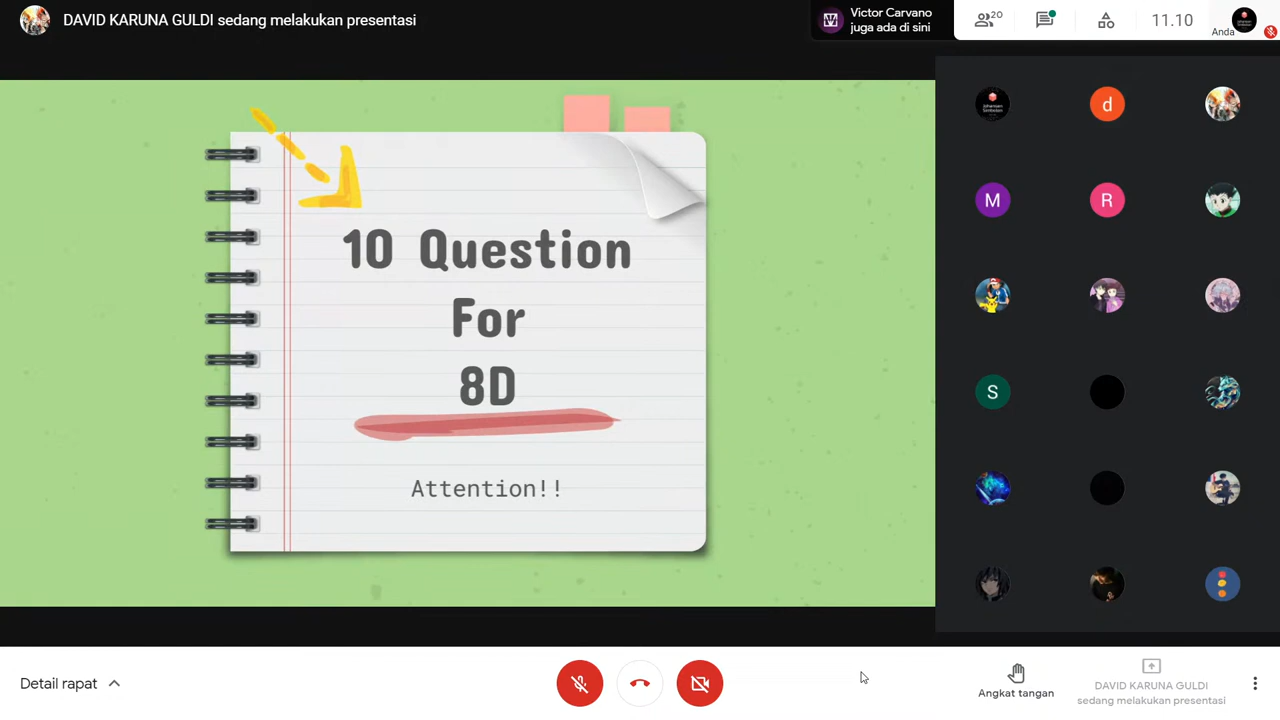 DAVID KARUNA GULDI sedang melakukan presentasi
Victor Carvano
juga ada di sini
20
11.10
Anda
d
M
R
S
10 Question
For
8D
Attention!!
Detail rapat
Angkat tangan
DAVID KARUNA GULDI
sedang melakukan presentasi